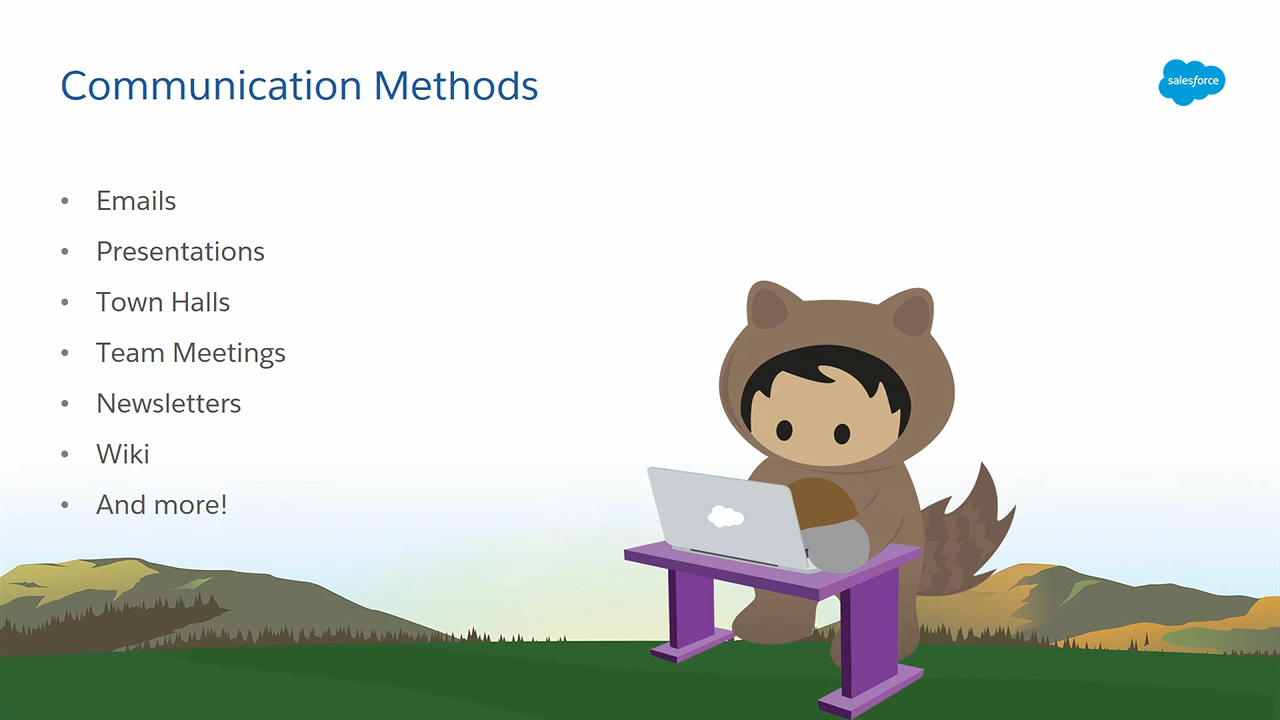 Communication Methods
salesforce
• Emails
• Presentations
• Town Halls
• Team Meetings
• Newsletters
• Wiki
• And more!